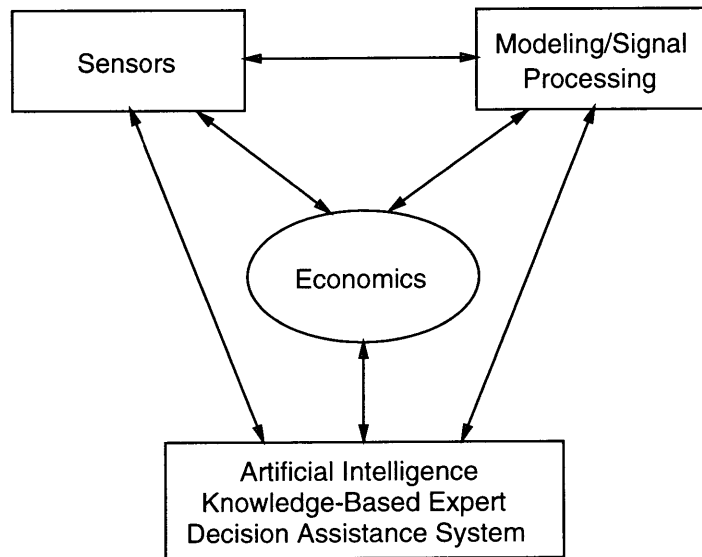 Sensors
Modeling/Signal
Processing
Economics
Artificial Intelligence
Knowledge-Based Expert
Decision Assistance System